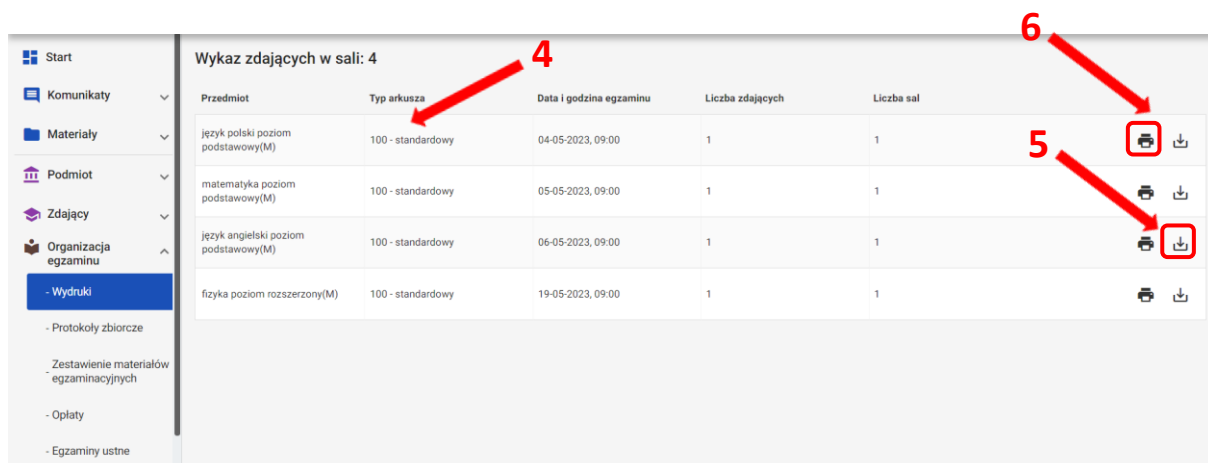 6
Start
Wykaz zdających w sali: 4
4
Komunikaty
Przedmiot Typ arkusza Data i godzina egzaminu Liczba zdających Liczba sal
Materiały
język polski poziom
podstawowy(M)
100 - standardowy 04-05-2023, 09:00 1 1
5
Podmiot
matematyka poziom
podstawowy(M)
100 - standardowy 05-05-2023, 09:00 1 1
Zdający
język angielski poziom
podstawowy(M)
100 - standardowy 06-05-2023, 09:00 1 1
Organizacja
egzaminu
- Wydruki
fizyka poziom rozszerzony(M) 100 - standardowy 19-05-2023, 09:00 1 1
- Protokoły zbiorcze
- Zestawienie materiałów
egzaminacyjnych
- Opłaty
- Egzaminy ustne